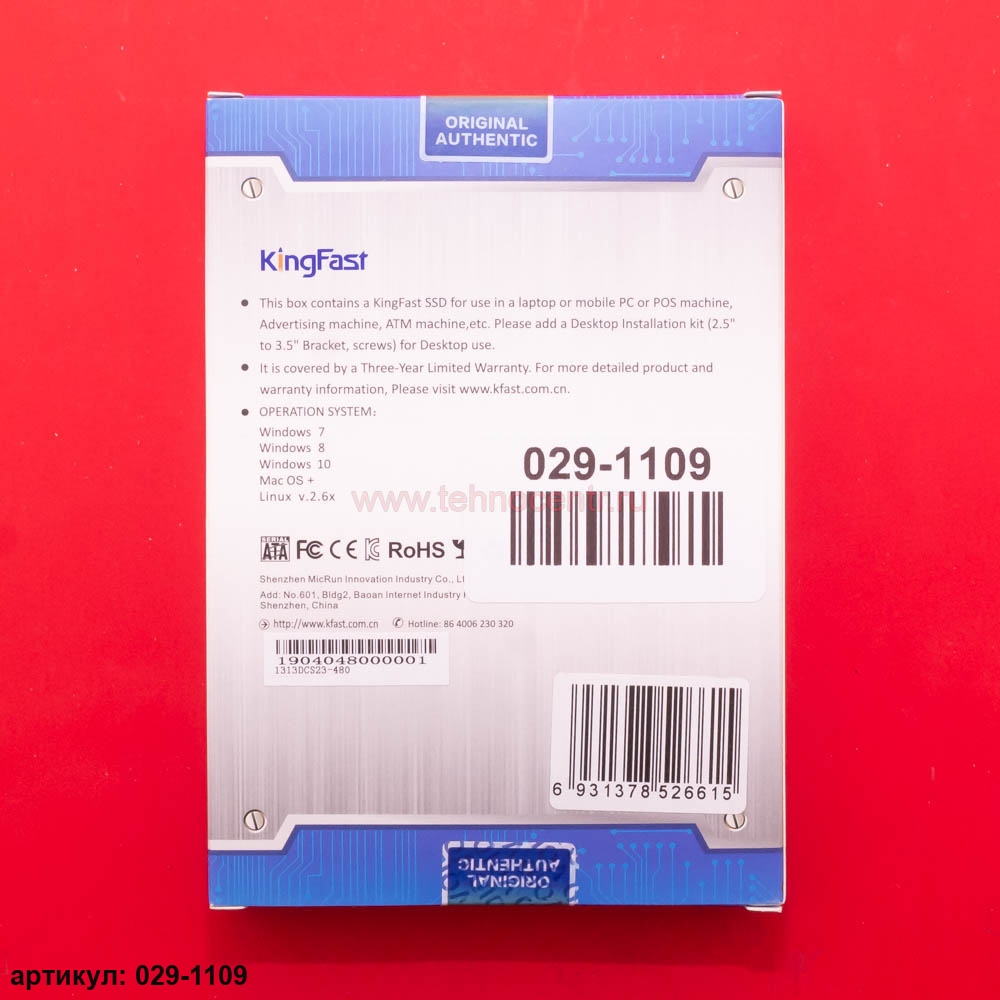 ORIGINAL
AUTHENTIC
KingFast
● This box contains a KingFast SSD for use in a laptop or mobile PC or POS machine,
Advertising machine, ATM machine,etc. Please add a Desktop Installation kit (2.5"
to 3.5" Bracket, screws) for Desktop use.
● It is covered by a Three-Year Limited Warranty. For more detailed product and
warranty information, Please visit www.kfast.com.cn.
● OPERATION SYSTEM:
Windows 7
Windows 8
Windows 10
Mac OS +
Linux v.2.6x
www.tehnocentr.ru
029-1109
SERIAL
ATA FC CE RoHS
Shenzhen MicRun Innovation Industry Co.,
Add: No.601, Bldg2, Baoan Internet Industry
Shenzhen, China
http://www.kfast.com.cn Hotline: 86 4006 230 320
1904048000001
1313DCS23-480
6 931378 526615
ORIGINAL
AUTHENTIC
артикул: 029-1109